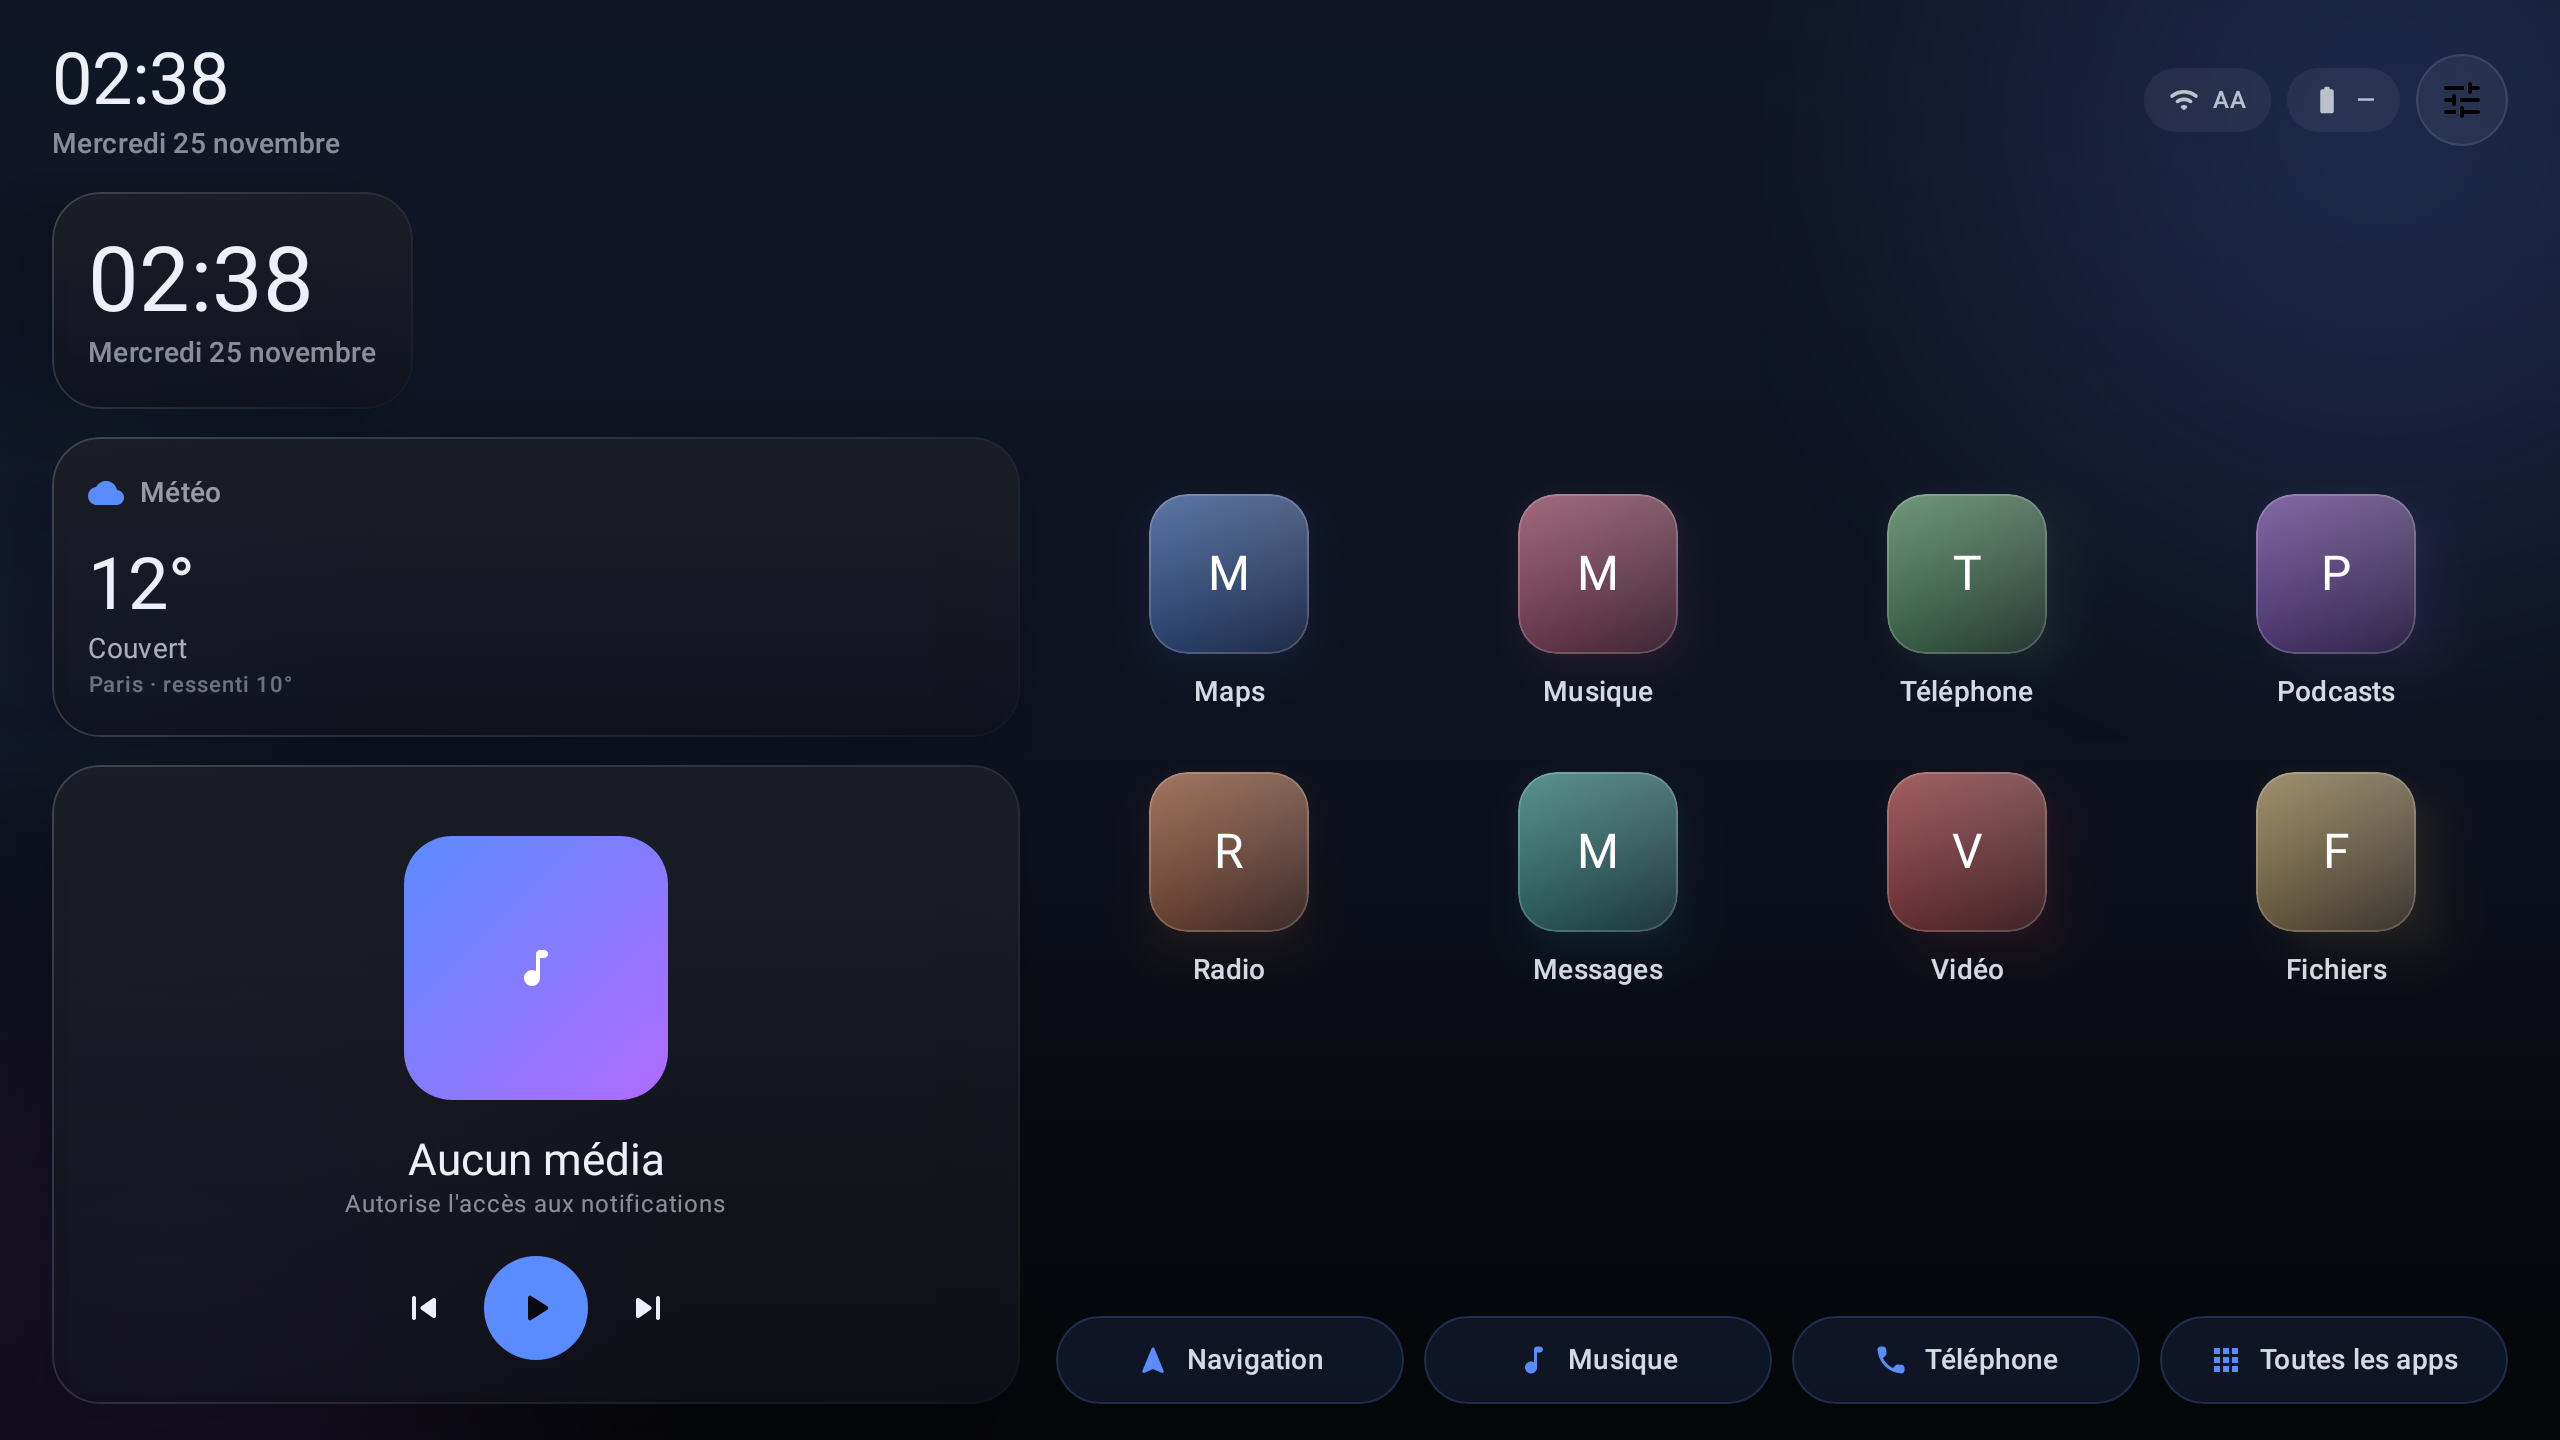 02:38
Mercredi 25 novembre
AA
–
02:38
Mercredi 25 novembre
Météo
12°
Couvert
Paris · ressenti 10°
M
Maps
M
Musique
T
Téléphone
P
Podcasts
R
Radio
M
Messages
V
Vidéo
F
Fichiers
Aucun média
Autorise l'accès aux notifications
Navigation
Musique
Téléphone
Toutes les apps